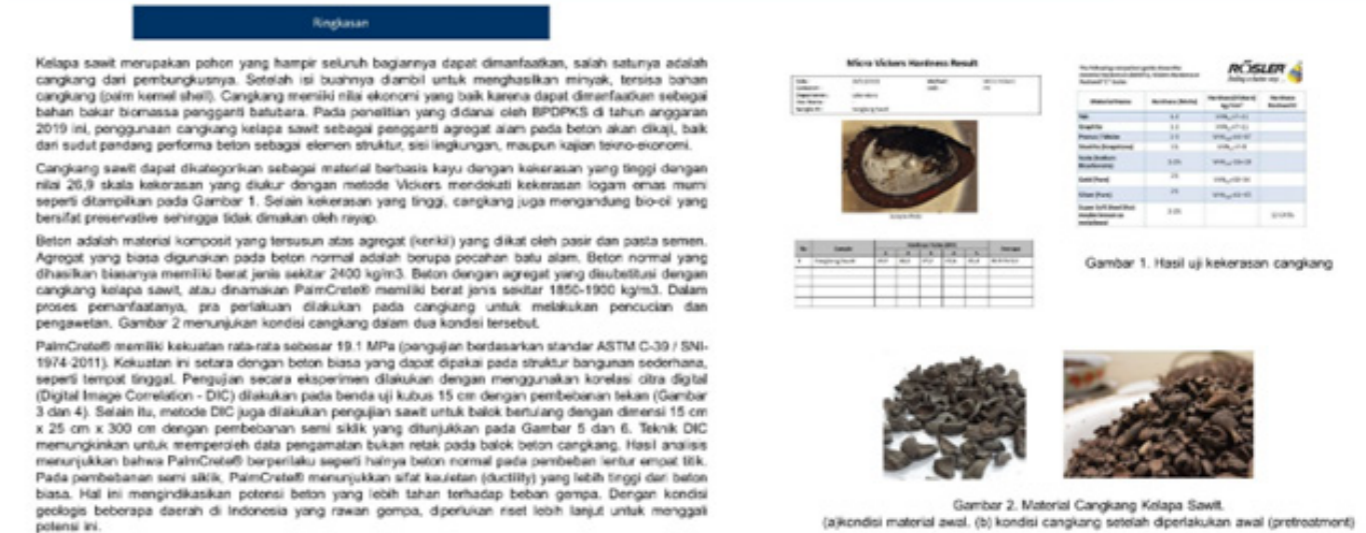 Ringkasan
Kelapa sawit merupakan pohon yang hampir seluruh bagiannya dapat dimanfaatkan, salah satunya adalah
cangkang dari pembungkusnya. Setelah isi buahnya diambil untuk menghasilkan minyak, tersisa bahan
cangkang (palm kernel shell). Cangkang memiliki nilai ekonomi yang baik karena dapat dimanfaatkan sebagai
bahan bakar biomassa pengganti batubara. Pada penelitian yang didanai oleh BPDPKS di tahun anggaran
2019 ini, penggunaan cangkang kelapa sawit sebagai pengganti agregat alam pada beton akan dikaji, baik
dari sudut pandang performa beton sebagai elemen struktur, sisi lingkungan, maupun kajian tekno-ekonomi.
Cangkang sawit dapat dikategorikan sebagai material berbasis kayu dengan kekerasan yang tinggi dengan
nilai 26,9 skala kekerasan yang diukur dengan metode Vickers mendekati kekerasan logam emas murni
seperti ditampilkan pada Gambar 1. Selain kekerasan yang tinggi, cangkang juga mengandung bio-oil yang
bersifat preservative sehingga tidak dimakan oleh rayap.
Beton adalah material komposit yang tersusun atas agregat (kerikil) yang diikat oleh pasir dan pasta semen.
Agregat yang biasa digunakan pada beton normal adalah berupa pecahan batu alam. Beton normal yang
dihasilkan biasanya memiliki berat jenis sekitar 2400 kg/m3. Beton dengan agregat yang disubstitusi dengan
cangkang kelapa sawit, atau dinamakan PalmCrete® memiliki berat jenis sekitar 1850-1900 kg/m3. Dalam
proses pemanfaatanya, pra perlakuan dilakukan pada cangkang untuk melakukan pencucian dan
pengawetan. Gambar 2 menunjukan kondisi cangkang dalam dua kondisi tersebut.
PalmCrete® memiliki kekuatan rata-rata sebesar 19.1 MPa (pengujian berdasarkan standar ASTM C-39 / SNI-
1974-2011). Kekuatan ini setara dengan beton biasa yang dapat dipakai pada struktur bangunan sederhana,
seperti tempat tinggal. Pengujian secara eksperimen dilakukan dengan menggunakan korelasi citra digital
(Digital Image Correlation - DIC) dilakukan pada benda uji kubus 15 cm dengan pembebanan tekan (Gambar
3 dan 4). Selain itu, metode DIC juga dilakukan pengujian sawit untuk balok bertulang dengan dimensi 15 cm
x 25 cm x 300 cm dengan pembebanan semi siklik yang ditunjukkan pada Gambar 5 dan 6. Teknik DIC
memungkinkan untuk memperoleh data pengamatan bukan retak pada balok beton cangkang. Hasil analisis
menunjukkan bahwa PalmCrete® berperilaku seperti halnya beton normal pada pembeban lentur empat titik.
Pada pembebanan semi siklik, PalmCrete® menunjukkan sifat keuletan (ductility) yang lebih tinggi dari beton
biasa. Hal ini mengindikasikan potensi beton yang lebih tahan terhadap beban gempa. Dengan kondisi
geologis beberapa daerah di Indonesia yang rawan gempa, diperlukan riset lebih lanjut untuk menggali
potensi ini.
Micro Vickers Hardness Result
RÖSLER
Gambar 1. Hasil uji kekerasan cangkang
Gambar 2. Material Cangkang Kelapa Sawit.
(a)kondisi material awal. (b) kondisi cangkang setelah diperlakukan awal (pretreatment)